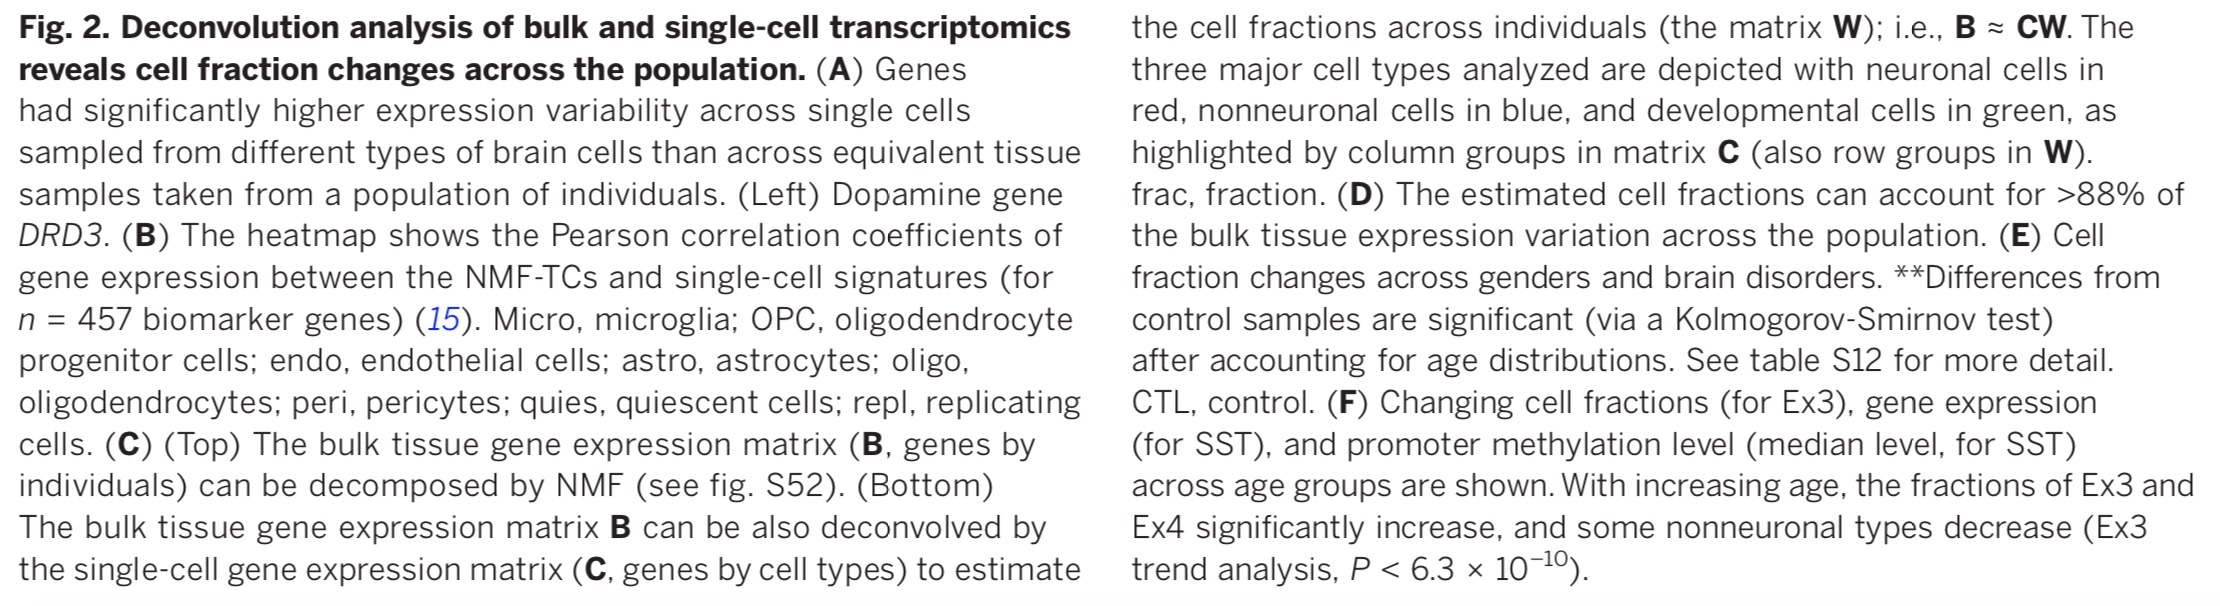 Fig. 2. Deconvolution analysis of bulk and single-cell transcriptomics
reveals cell fraction changes across the population. (A) Genes
had significantly higher expression variability across single cells
sampled from different types of brain cells than across equivalent tissue
samples taken from a population of individuals. (Left) Dopamine gene
DRD3. (B) The heatmap shows the Pearson correlation coefficients of
gene expression between the NMF-TCs and single-cell signatures (for
n = 457 biomarker genes) (15). Micro, microglia; OPC, oligodendrocyte
progenitor cells; endo, endothelial cells; astro, astrocytes; oligo,
oligodendrocytes; peri, pericytes; quies, quiescent cells; repl, replicating
cells. (C) (Top) The bulk tissue gene expression matrix (B, genes by
individuals) can be decomposed by NMF (see fig. S52). (Bottom)
The bulk tissue gene expression matrix B can be also deconvolved by
the single-cell gene expression matrix (C, genes by cell types) to estimate
the cell fractions across individuals (the matrix W); i.e., B ≈ CW. The
three major cell types analyzed are depicted with neuronal cells in
red, nonneuronal cells in blue, and developmental cells in green, as
highlighted by column groups in matrix C (also row groups in W).
frac, fraction. (D) The estimated cell fractions can account for >88% of
the bulk tissue expression variation across the population. (E) Cell
fraction changes across genders and brain disorders. **Differences from
control samples are significant (via a Kolmogorov-Smirnov test)
after accounting for age distributions. See table S12 for more detail.
CTL, control. (F) Changing cell fractions (for Ex3), gene expression
(for SST), and promoter methylation level (median level, for SST)
across age groups are shown. With increasing age, the fractions of Ex3 and
Ex4 significantly increase, and some nonneuronal types decrease (Ex3
trend analysis, P < 6.3 × 10⁻¹⁰).